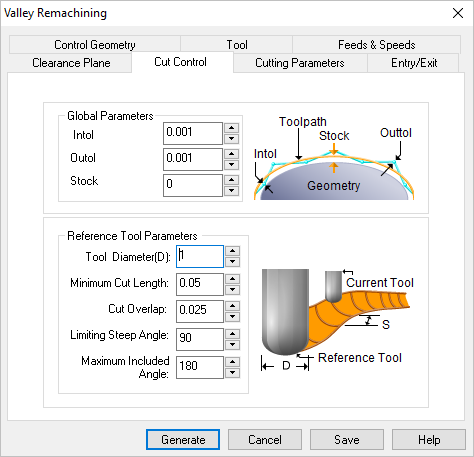 Valley Remachining
Control Geometry Tool Feeds & Speeds
Clearance Plane Cut Control Cutting Parameters Entry/Exit
Global Parameters
Intol 0.001
Outol 0.001
Stock 0
Toolpath
Stock
Outtol
Intol
Geometry
Reference Tool Parameters
Tool Diameter(D): 1
Minimum Cut Length: 0.05
Cut Overlap: 0.025
Limiting Steep Angle: 90
Maximum Included
Angle: 180
Current Tool
S
Reference Tool
D
Generate Cancel Save Help